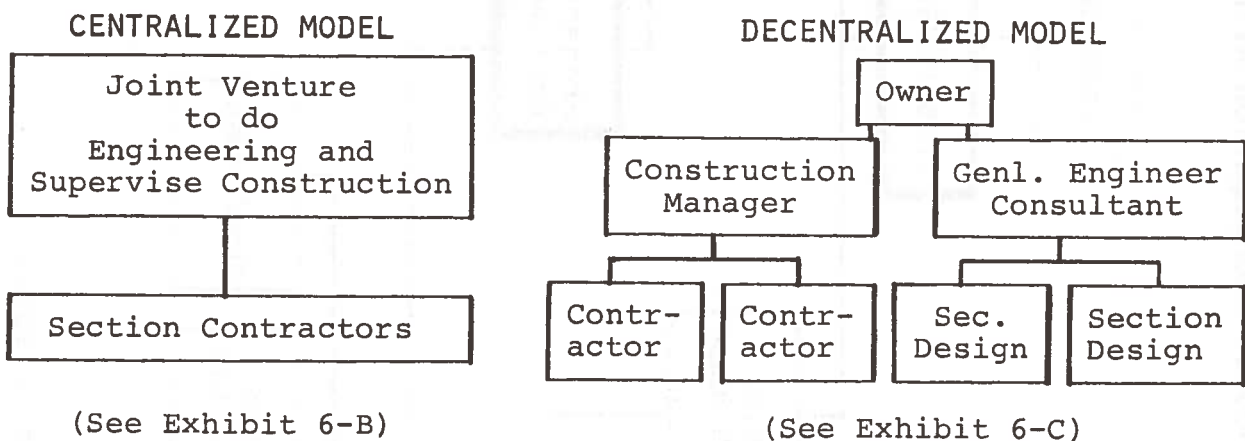 CENTRALIZED MODEL
Joint Venture
to do
Engineering and
Supervise Construction
Section Contractors
(See Exhibit 6-B)
DECENTRALIZED MODEL
Owner
Construction
Manager
Genl. Engineer
Consultant
Contr-
actor
Contr-
actor
Sec.
Design
Section
Design
(See Exhibit 6-C)